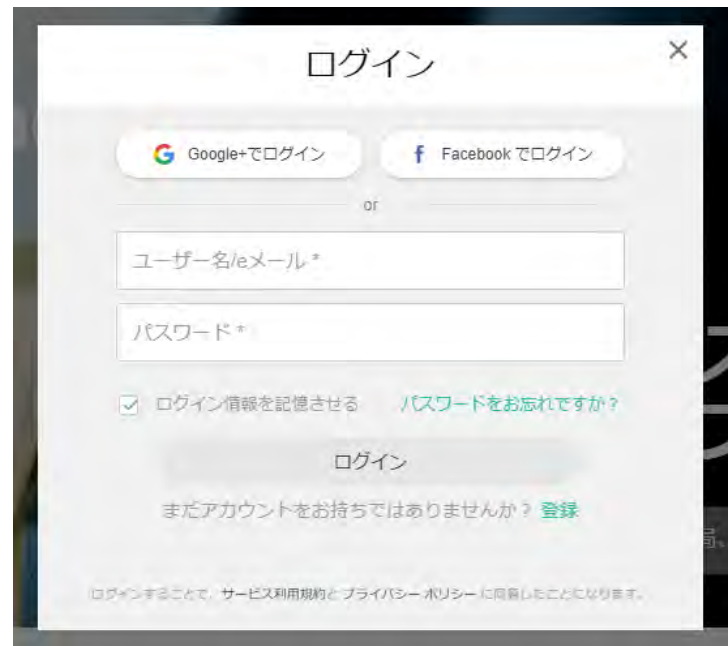 ログイン
Google+でログイン
Facebook でログイン
or
ユーザー名/eメール *
パスワード *
ログイン情報を記憶させる
パスワードをお忘れですか?
ログイン
まだアカウントをお持ちではありませんか? 登録
ログインすることで、サービス利用規約と プライバシー ポリシー に同意したことになります。